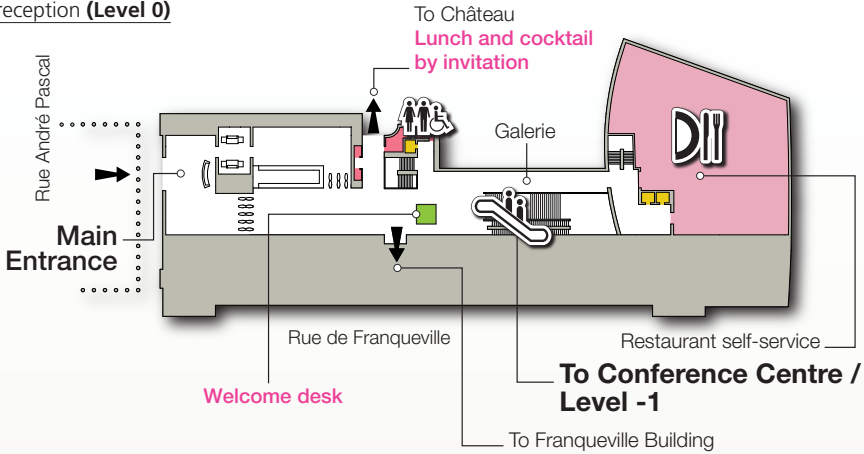 reception (Level 0)
To Château
Lunch and cocktail
by invitation
Rue André Pascal
Galerie
Main
Entrance
Rue de Franqueville
Restaurant self-service
Welcome desk
To Conference Centre /
Level -1
To Franqueville Building